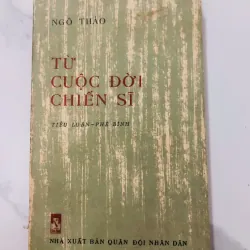 NGÔ THẢO
TỪ
CUỘC ĐỜI
CHIẾN SĨ
TIỂU LUẬN – PHÊ BÌNH
NHÀ XUẤT BẢN QUÂN ĐỘI NHÂN DÂN